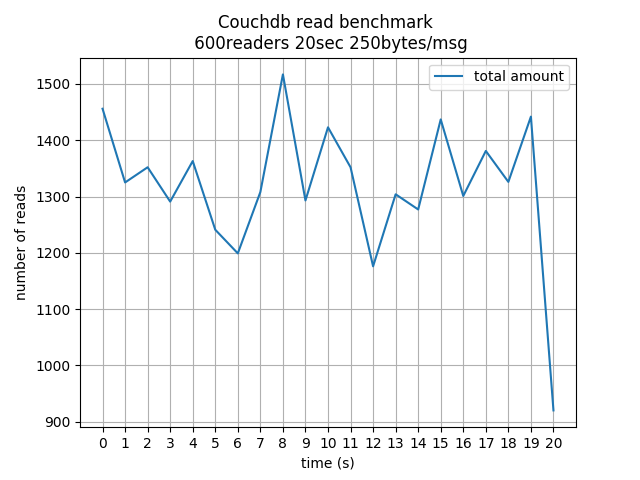 Couchdb read benchmark
600readers 20sec 250bytes/msg
total amount
number of reads
1500
1400
1300
1200
1100
1000
900
0 1 2 3 4 5 6 7 8 9 10 11 12 13 14 15 16 17 18 19 20
time (s)